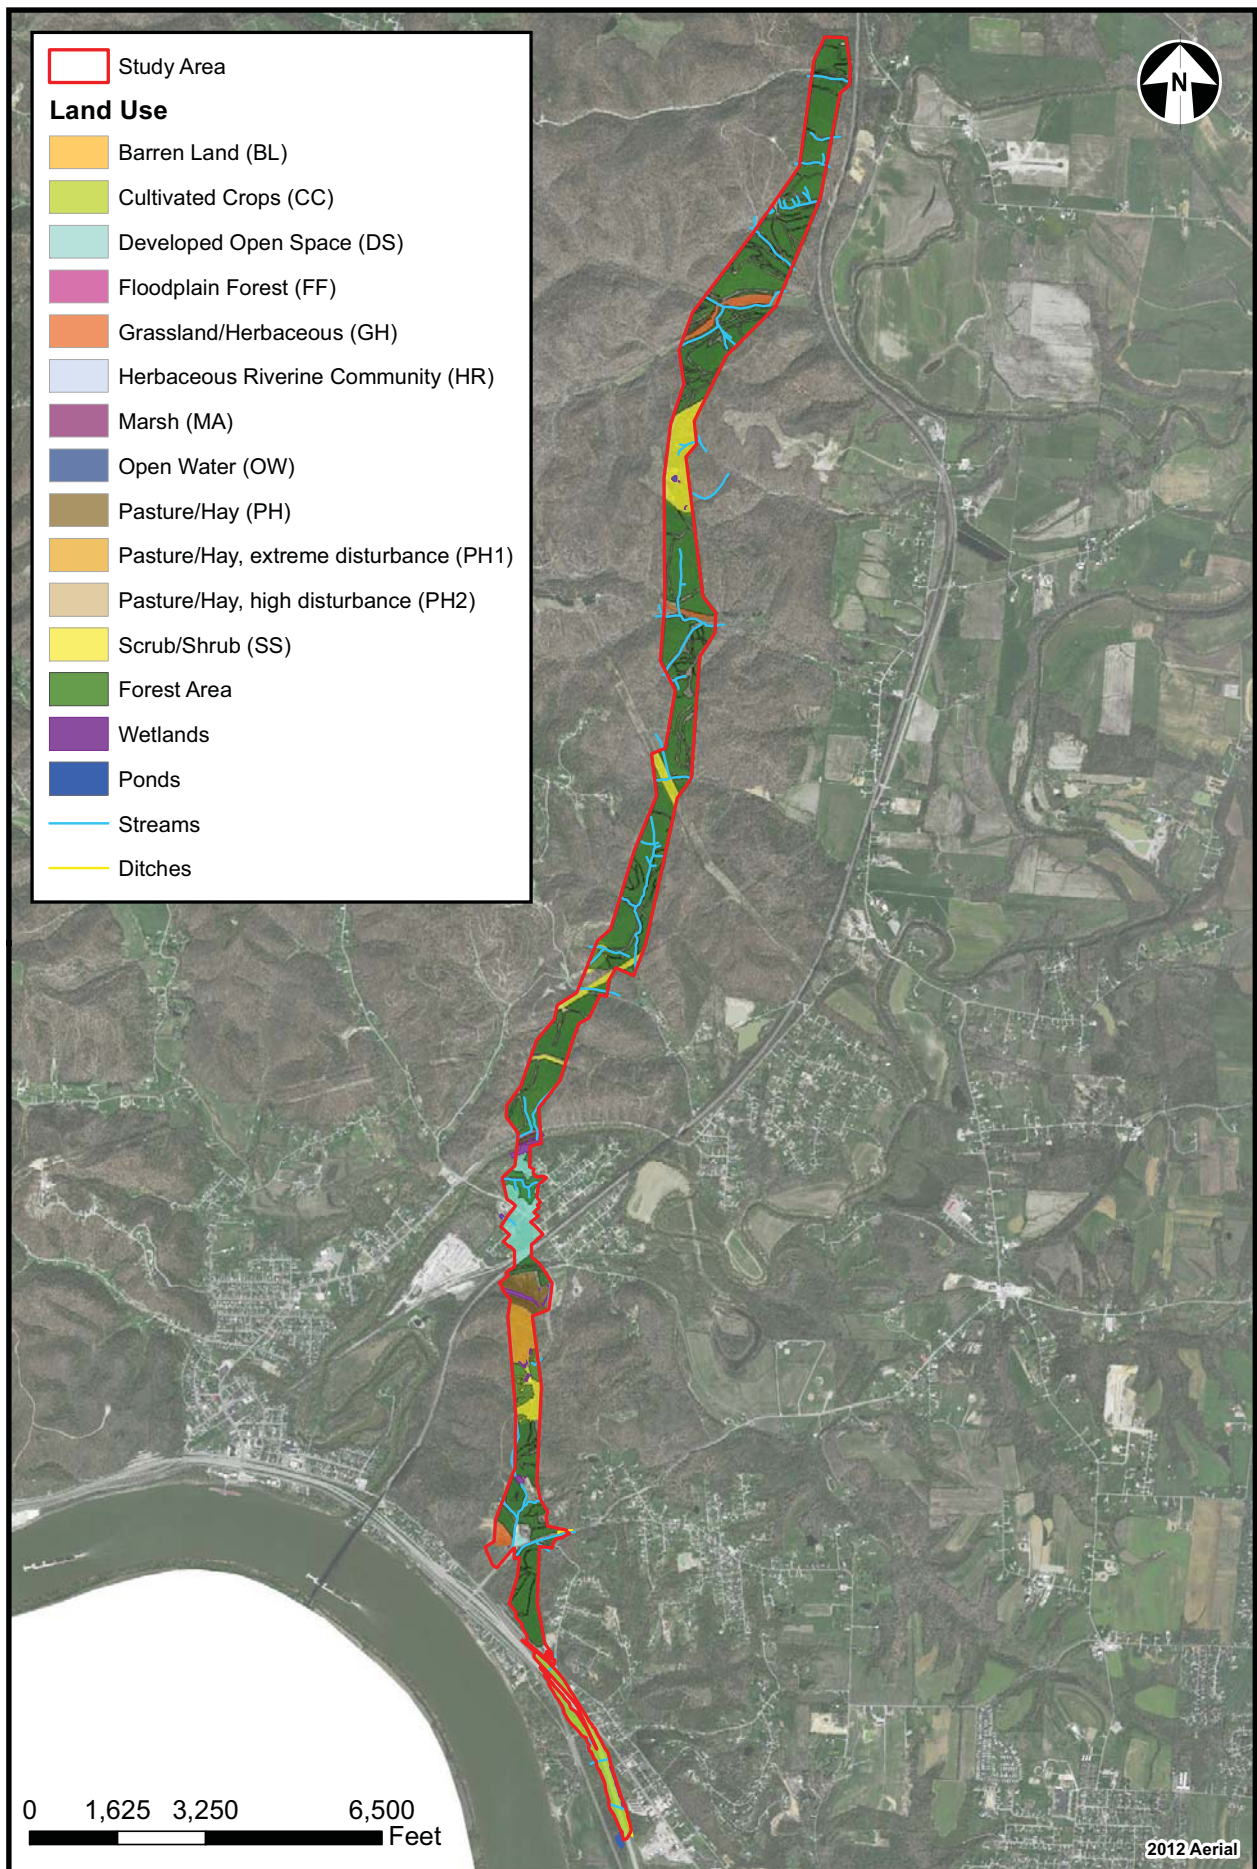 Study Area
N
Land Use
Barren Land (BL)
Cultivated Crops (CC)
Developed Open Space (DS)
Floodplain Forest (FF)
Grassland/Herbaceous (GH)
Herbaceous Riverine Community (HR)
Marsh (MA)
Open Water (OW)
Pasture/Hay (PH)
Pasture/Hay, extreme disturbance (PH1)
Pasture/Hay, high disturbance (PH2)
Scrub/Shrub (SS)
Forest Area
Wetlands
Ponds
Streams
Ditches
0 1,625 3,250 6,500
Feet
2012 Aerial